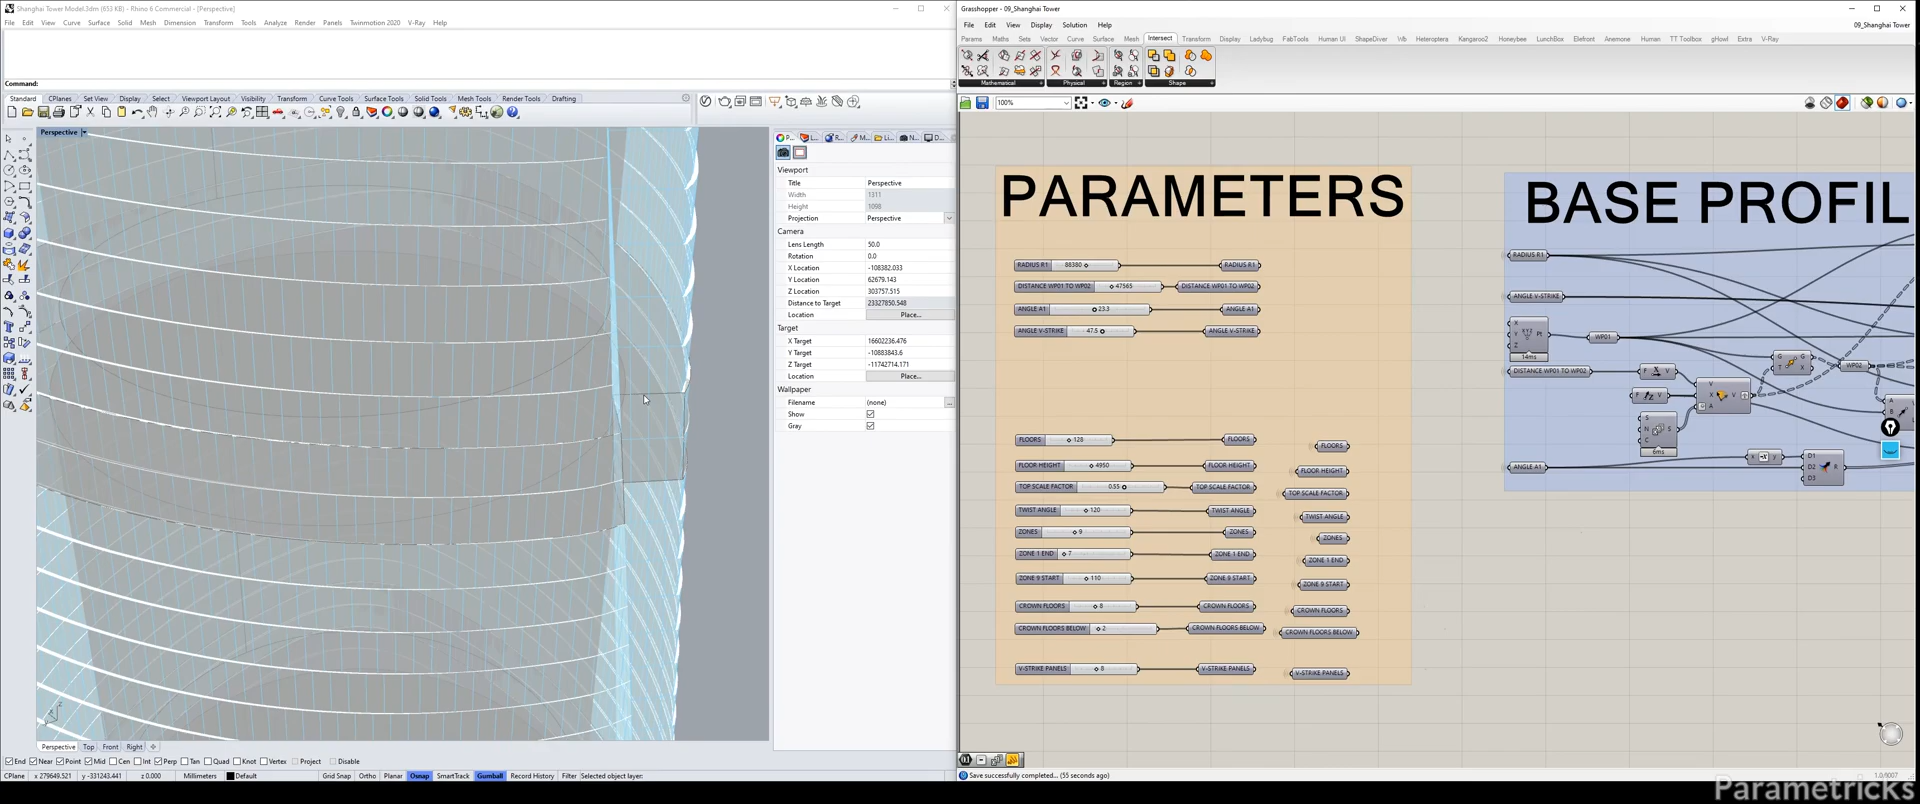 Shanghai Tower Model.3dm (653 KB) - Rhino 6 Commercial - [Perspective]
File Edit View Curve Surface Solid Mesh Dimension Transform Tools Analyze Render Panels Twinmotion 2020 V-Ray Help
Command:
Standard CPlanes Set View Display Select Viewport Layout Visibility Transform Curve Tools Surface Tools Solid Tools Mesh Tools Render Tools Drafting
Perspective
Viewport
Title Perspective
Width 1311
Height 1098
Projection Perspective
Camera
Lens Length 50.0
Rotation 0.0
X Location -108382.033
Y Location 62679.143
Z Location 303757.515
Distance to Target 23327850.548
Location Place...
Target
X Target 16602236.476
Y Target -10883843.6
Z Target -11742714.171
Location Place...
Wallpaper
Filename (none) ...
Show
Gray
Perspective Top Front Right
End Near Point Mid Cen Int Perp Tan Quad Knot Vertex Project Disable
CPlane x 279649.521 y -331243.441 z 0.000 Millimeters Default Grid Snap Ortho Planar Osnap SmartTrack Gumball Record History Filter Selected object layer:
Grasshopper - 09_Shanghai Tower
File Edit View Display Solution Help 09_Shanghai Tower
Params Maths Sets Vector Curve Surface Mesh Intersect Transform Display Ladybug FabTools Human UI ShapeDiver Wb Heteroptera Kangaroo2 Honeybee LunchBox Elefront Anemone Human TT Toolbox gHowl Extra V-Ray
Mathematical Physical Region Shape
100%
PARAMETERS
RADIUS R1 88380 RADIUS R1
DISTANCE WP01 TO WP02 47565 DISTANCE WP01 TO WP02
ANGLE A1 23.3 ANGLE A1
ANGLE V-STRIKE 47.5 ANGLE V-STRIKE
FLOORS 128 FLOORS FLOORS
FLOOR HEIGHT 4950 FLOOR HEIGHT FLOOR HEIGHT
TOP SCALE FACTOR 0.55 TOP SCALE FACTOR TOP SCALE FACTOR
TWIST ANGLE 120 TWIST ANGLE TWIST ANGLE
ZONES 9 ZONES ZONES
ZONE 1 END 7 ZONE 1 END ZONE 1 END
ZONE 9 START 110 ZONE 9 START ZONE 9 START
CROWN FLOORS 8 CROWN FLOORS CROWN FLOORS
CROWN FLOORS BELOW 2 CROWN FLOORS BELOW CROWN FLOORS BELOW
V-STRIKE PANELS 8 V-STRIKE PANELS V-STRIKE PANELS
BASE PROFIL
RADIUS R1
ANGLE V-STRIKE
X Y Z Pt
14ms
WP01
DISTANCE WP01 TO WP02
F V
F V
V X A V
G T G X
WP02
A B
S N C S
6ms
ANGLE A1
x -x y
D1 D2 D3 R
Save successfully completed... (55 seconds ago)
1.0.0007
Parametricks